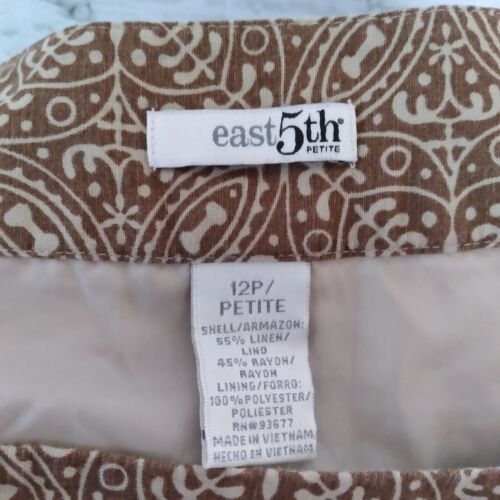 east5th®
PETITE
12P/
PETITE
SHELL/ARMAZON:
55% LINEN/
LINO
45% RAYON/
RAYON
LINING/FORRO:
100% POLYESTER/
POLIESTER
RN# 93677
MADE IN VIETNAM
HECHO EN VIETNAM